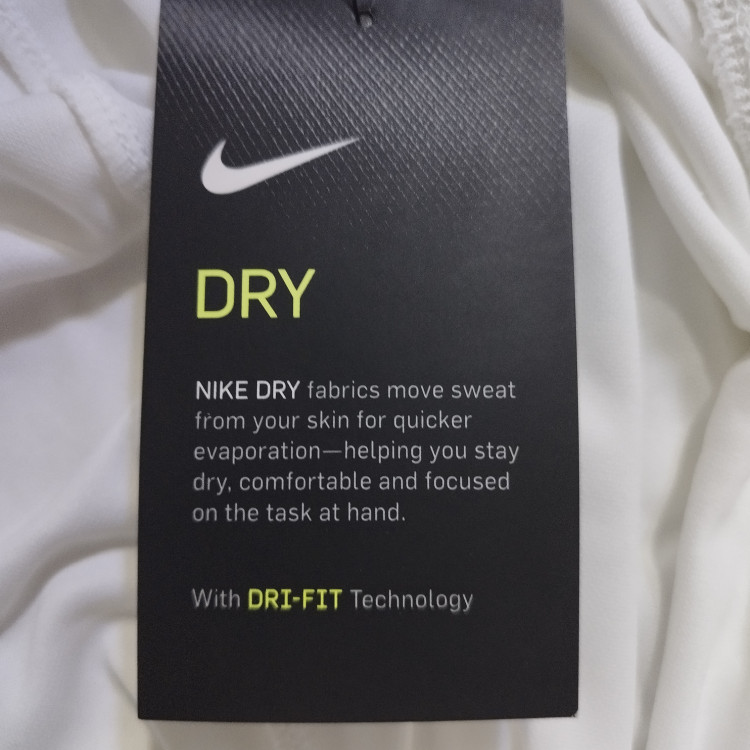 DRY
NIKE DRY fabrics move sweat
from your skin for quicker
evaporation—helping you stay
dry, comfortable and focused
on the task at hand.
With DRI-FIT Technology